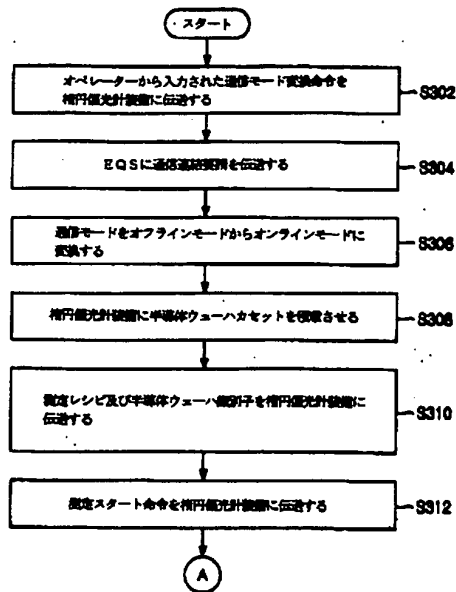 スタート
オペレーターから入力された通信モード変換命令を
楕円偏光計装備に伝送する
S302
EQSに通信連結要請を伝送する
S304
通信モードをオフラインモードからオンラインモードに
変換する
S306
楕円偏光計装備に半導体ウェーハカセットを積載させる
S308
測定レシピ及び半導体ウェーハ識別子を楕円偏光計装備に
伝送する
S310
測定スタート命令を楕円偏光計装備に伝送する
S312
A